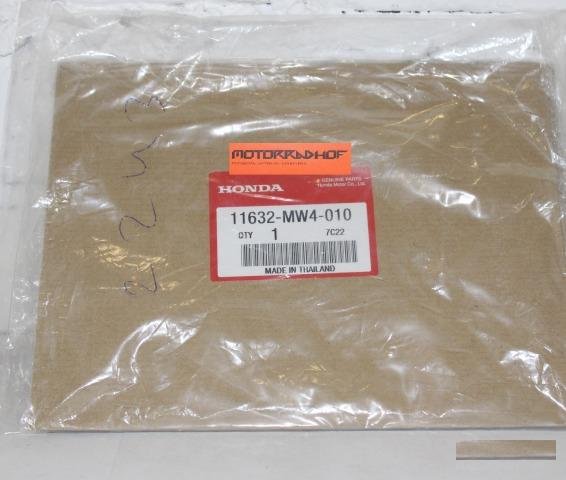 MOTORRADHOF
HONDA
GENUINE PARTS
Honda Motor Co., Ltd.
11632-MW4-010
QTY 1 7C22
MADE IN THAILAND